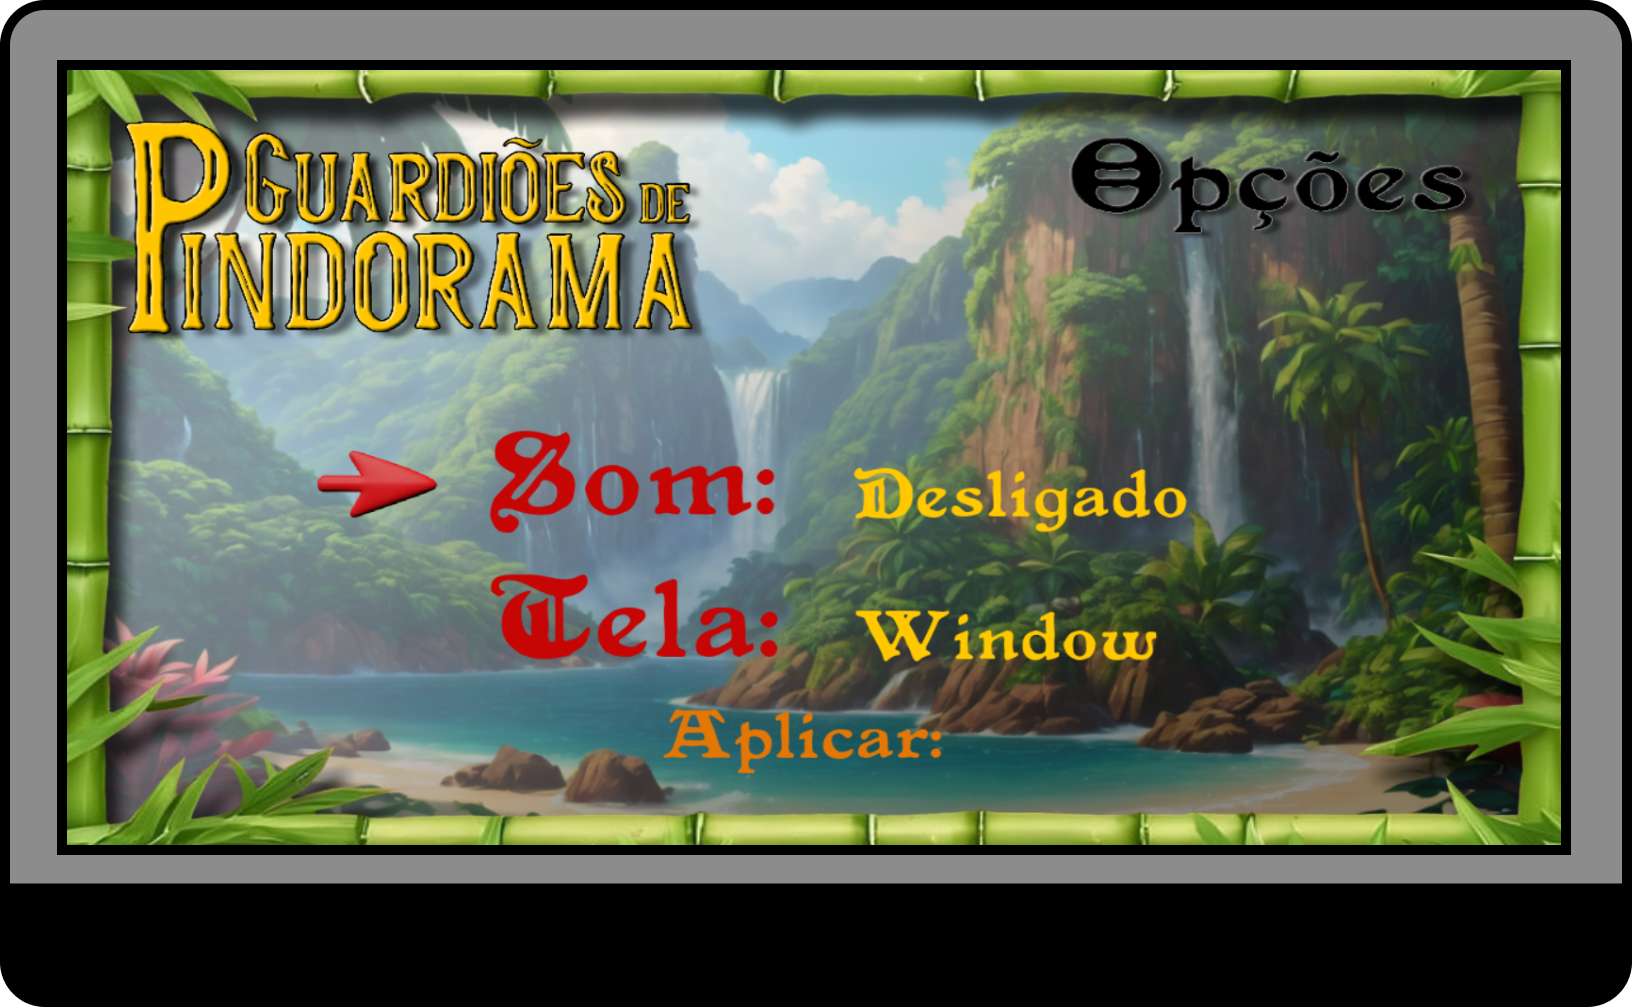 GUARDIÕES DE
PINDORAMA
Opções
Som: Desligado
Tela: Window
Aplicar: